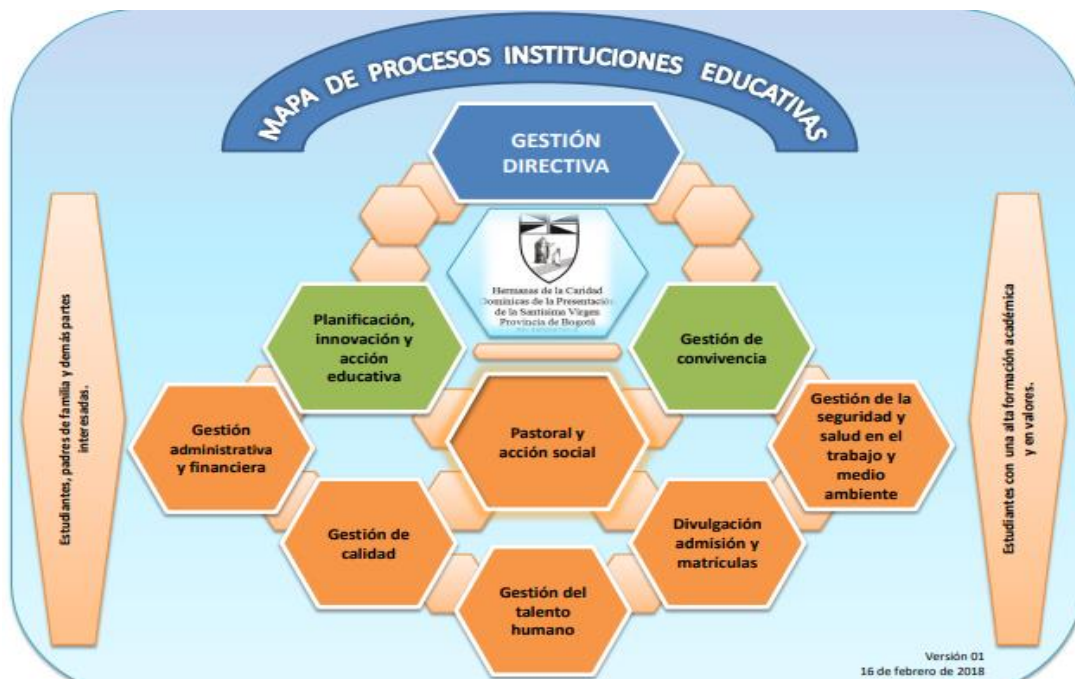 MAPA DE PROCESOS INSTITUCIONES EDUCATIVAS
GESTIÓN
DIRECTIVA
Hermanas de la Caridad
Dominicas de la Presentación
de la Santísima Virgen
Provincia de Bogotá
Planificación,
innovación y
acción
educativa
Gestión de
convivencia
Estudiantes, padres de familia y demás partes
interesadas.
Gestión
administrativa
y financiera
Pastoral y
acción social
Gestión de la
seguridad y
salud en el
trabajo y
medio
ambiente
Estudiantes con una alta formación académica
y en valores.
Gestión de
calidad
Divulgación
admisión y
matrículas
Gestión del
talento
humano
Versión 01
16 de febrero de 2018